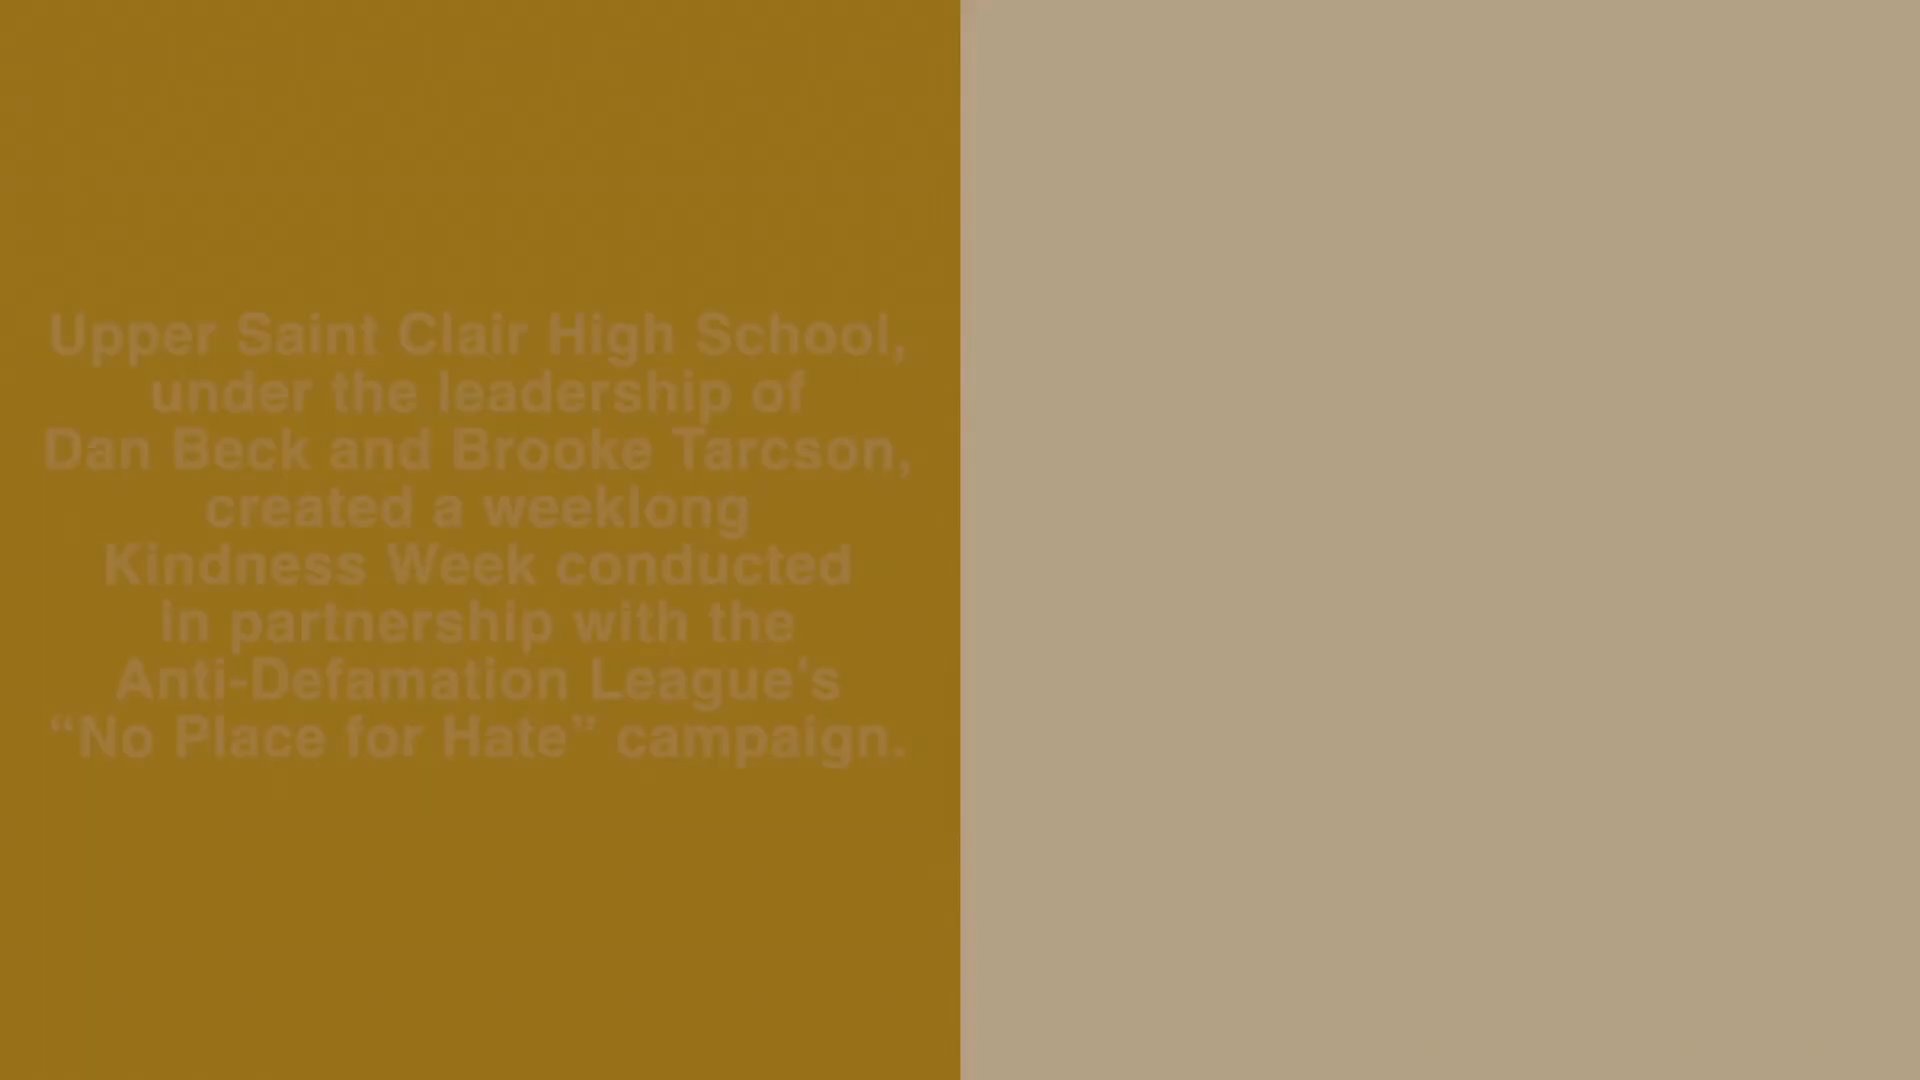 Upper Saint Clair High School,
under the leadership of
Dan Beck and Brooke Tarcson,
created a weeklong
Kindness Week conducted
in partnership with the
Anti-Defamation League's
“No Place for Hate” campaign.